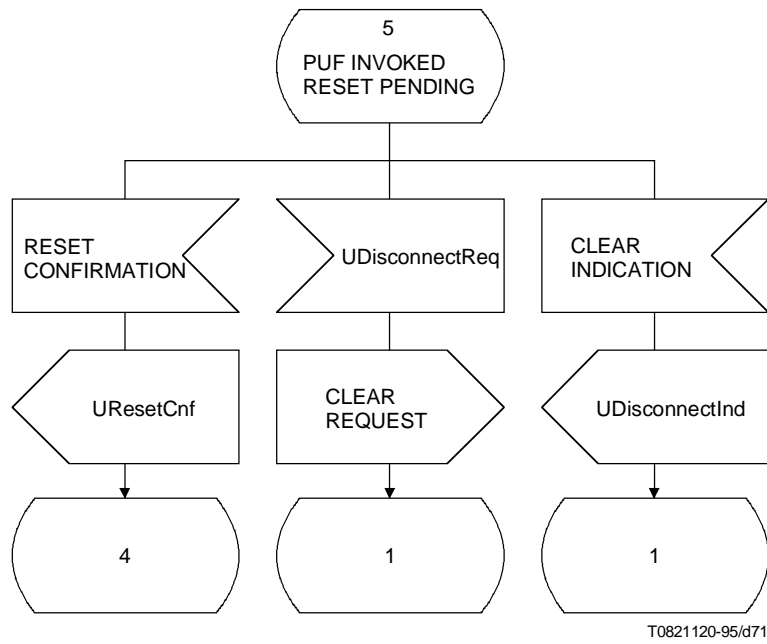 5
PUF INVOKED
RESET PENDING
RESET
CONFIRMATION
UDisconnectReq
CLEAR
INDICATION
UResetCnf
CLEAR
REQUEST
UDisconnectInd
4
1
1
T0821120-95/d71